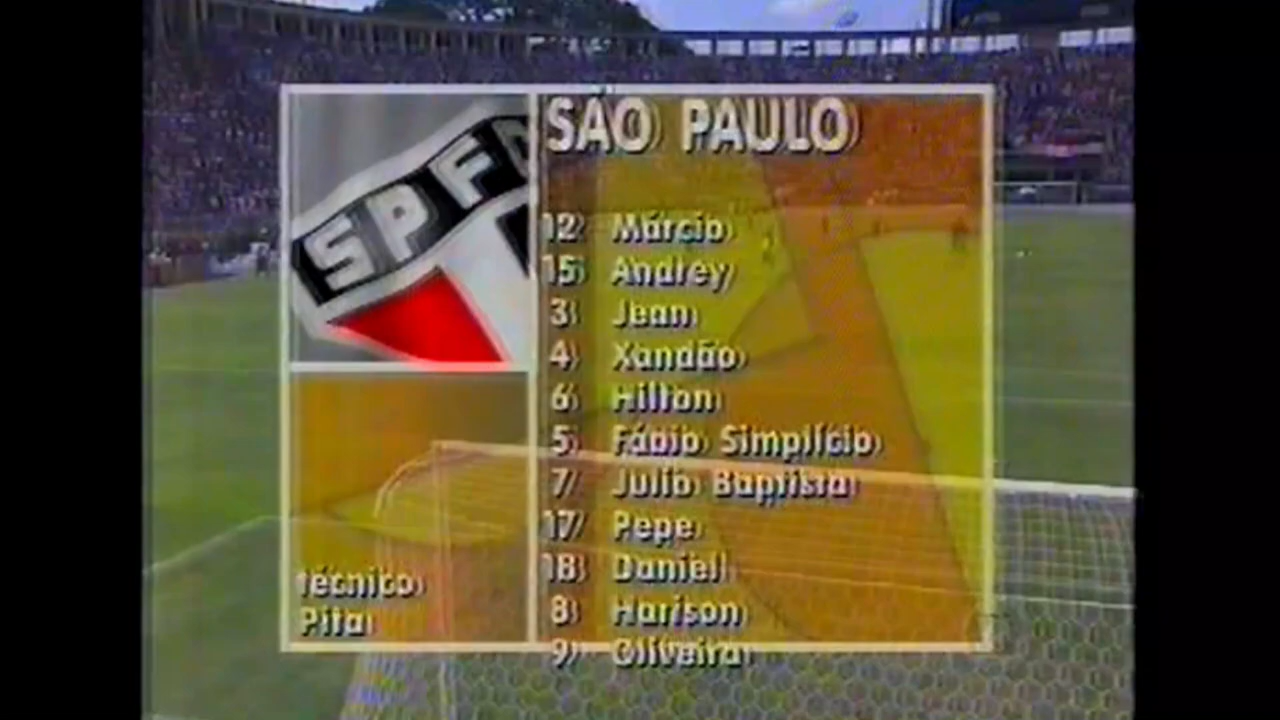 SPF
SÃO PAULO
12 Márcio
15 Andrey
3 Jean
4 Xandão
6 Hilton
5 Fábio Simplício
7 Julio Baptista
17 Pepe
18 Daniel
8 Harison
9 Oliveira
técnico
Pita